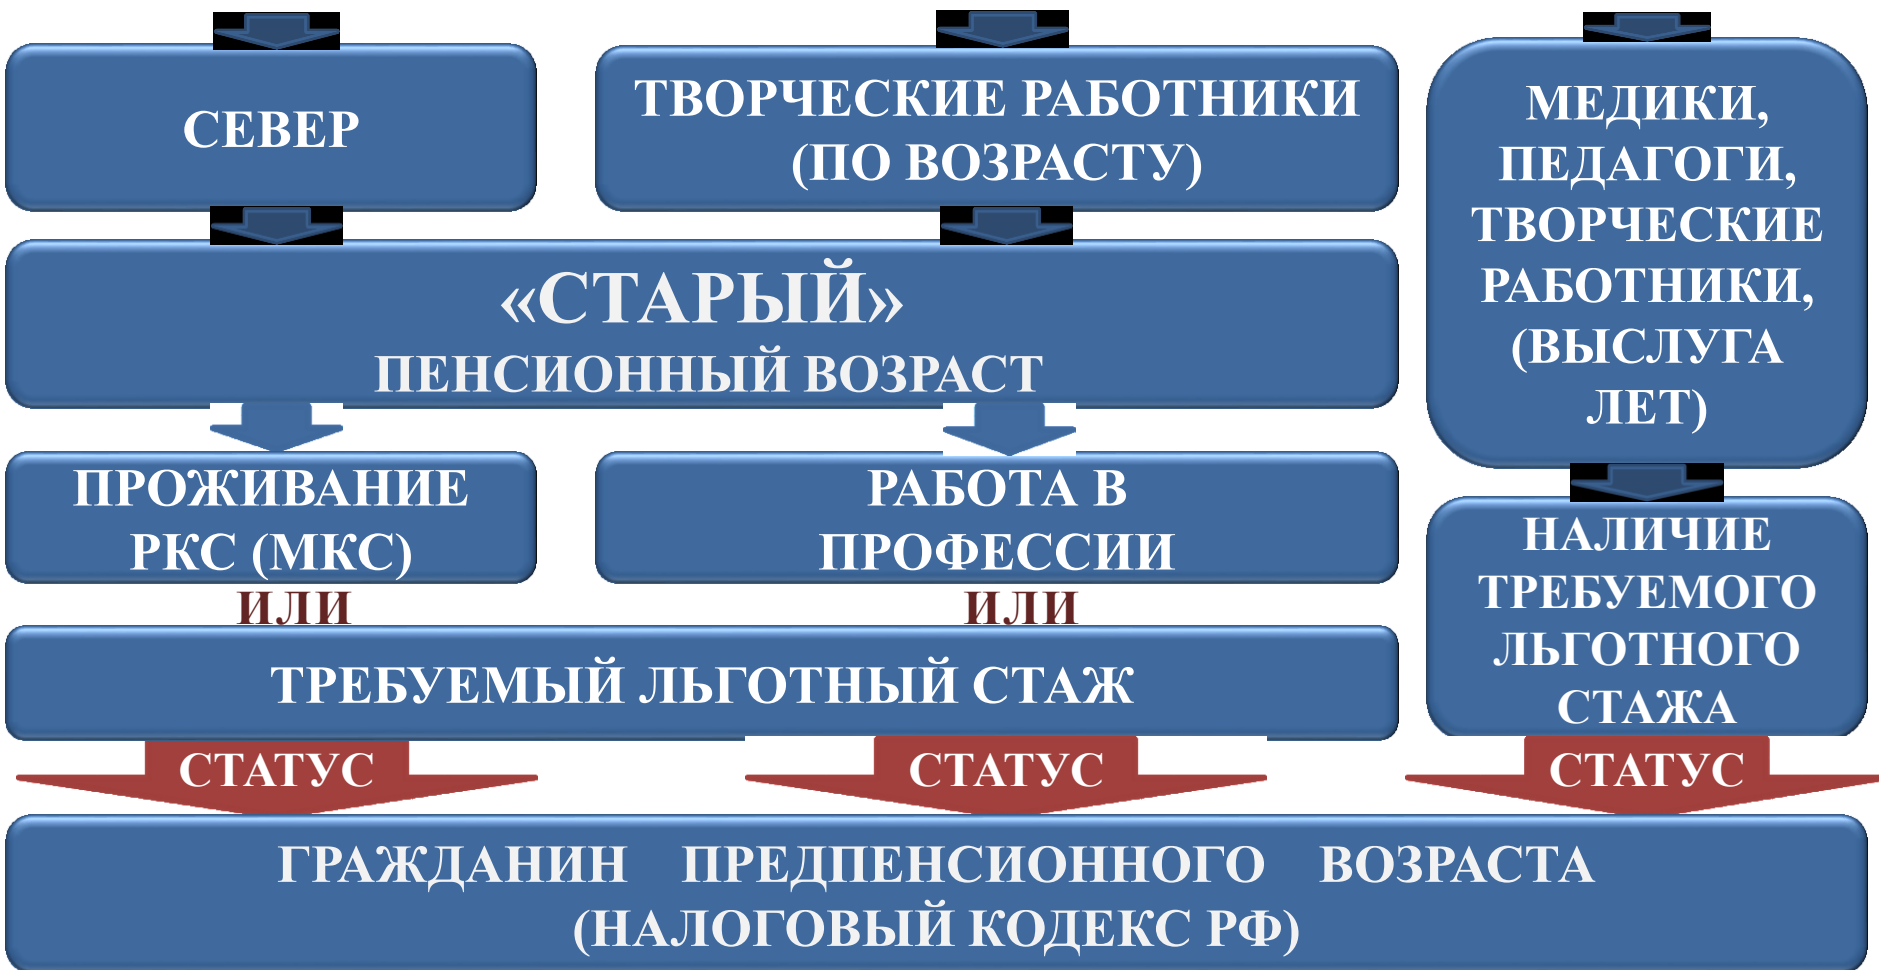 СЕВЕР
ТВОРЧЕСКИЕ РАБОТНИКИ
(ПО ВОЗРАСТУ)
МЕДИКИ,
ПЕДАГОГИ,
ТВОРЧЕСКИЕ
РАБОТНИКИ,
(ВЫСЛУГА
ЛЕТ)
«СТАРЫЙ»
ПЕНСИОННЫЙ ВОЗРАСТ
ПРОЖИВАНИЕ
РКС (МКС)
РАБОТА В
ПРОФЕССИИ
НАЛИЧИЕ
ТРЕБУЕМОГО
ЛЬГОТНОГО
СТАЖА
ИЛИ
ИЛИ
ТРЕБУЕМЫЙ ЛЬГОТНЫЙ СТАЖ
СТАТУС
СТАТУС
СТАТУС
ГРАЖДАНИН ПРЕДПЕНСИОННОГО ВОЗРАСТА
(НАЛОГОВЫЙ КОДЕКС РФ)